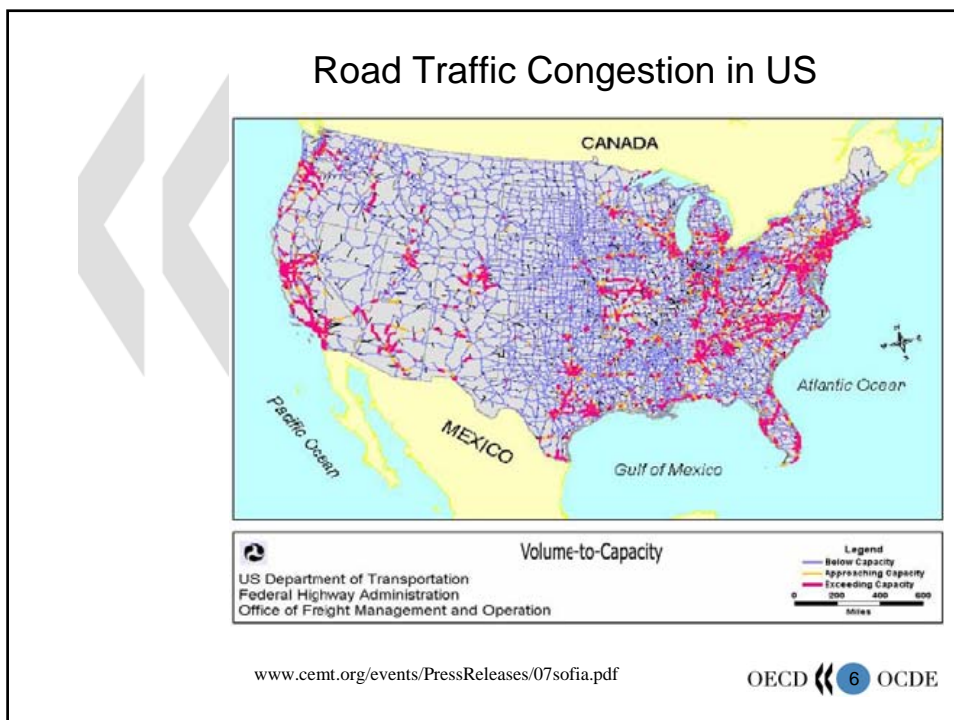 Road Traffic Congestion in US
CANADA
Atlantic Ocean
Pacific Ocean
MEXICO
Gulf of Mexico
Volume-to-Capacity
US Department of Transportation
Federal Highway Administration
Office of Freight Management and Operation
Legend
Below Capacity
Approaching Capacity
Exceeding Capacity
0 200 400 600
Miles
www.cemt.org/events/PressReleases/07sofia.pdf
OECD 6 OCDE